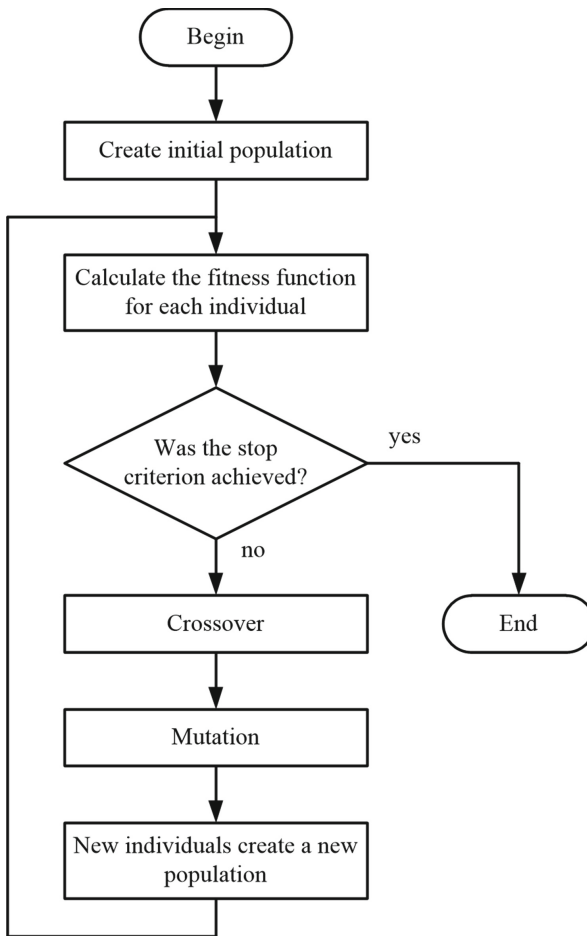 Begin
Create initial population
Calculate the fitness function
for each individual
Was the stop
criterion achieved?
yes
no
Crossover
End
Mutation
New individuals create a new
population